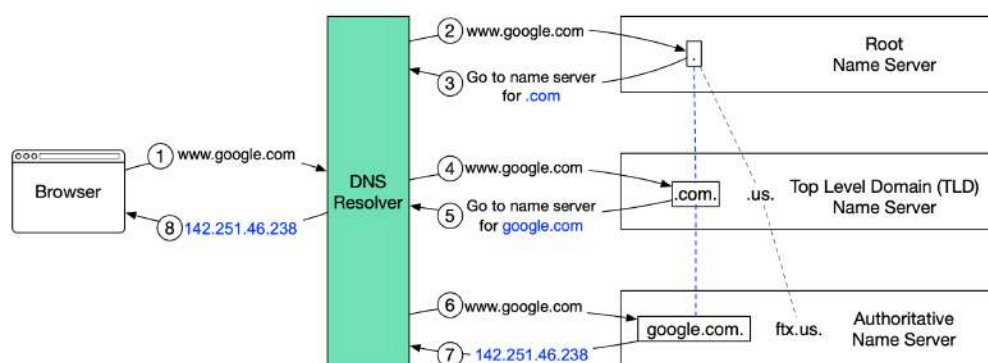 2 www.google.com
Root
Name Server
.
3 Go to name server
for .com
1 www.google.com
Browser
DNS
Resolver
8 142.251.46.238
4 www.google.com
.com.
.us.
Top Level Domain (TLD)
Name Server
5 Go to name server
for google.com
6 www.google.com
google.com.
ftx.us.
Authoritative
Name Server
7 142.251.46.238